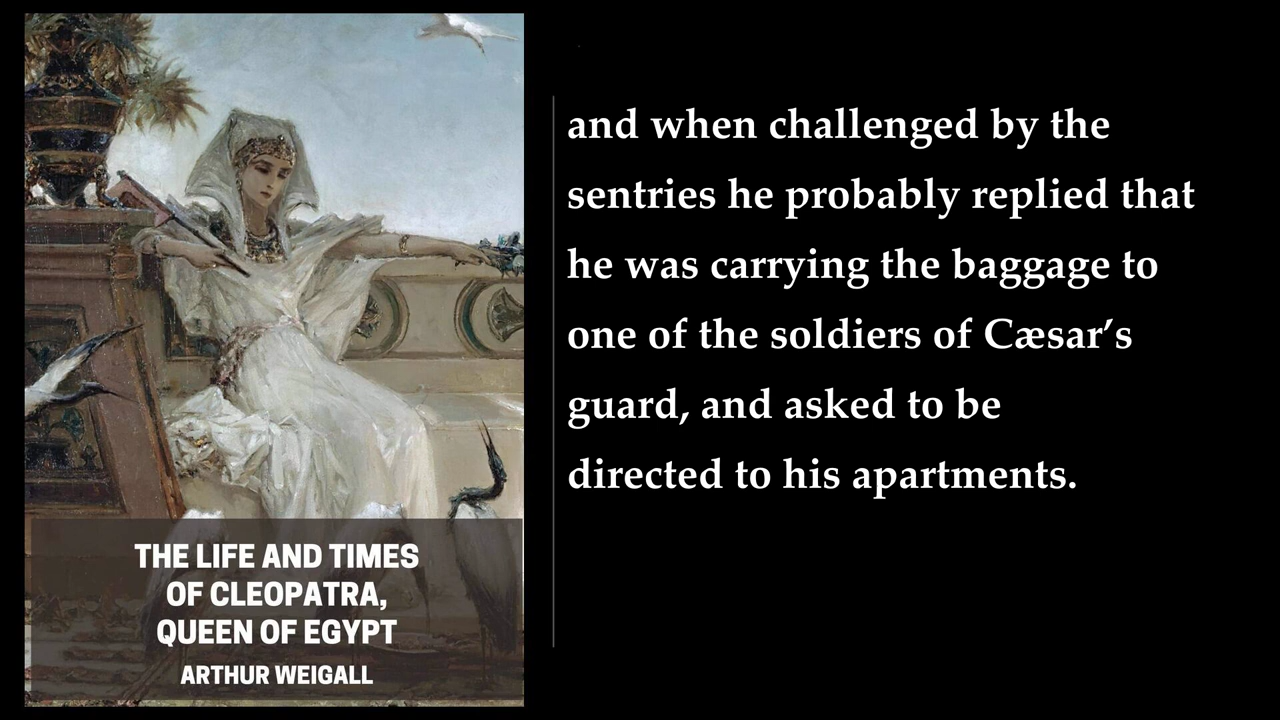 and when challenged by the
sentries he probably replied that
he was carrying the baggage to
one of the soldiers of Cæsar’s
guard, and asked to be
directed to his apartments.
THE LIFE AND TIMES
OF CLEOPATRA,
QUEEN OF EGYPT
ARTHUR WEIGALL